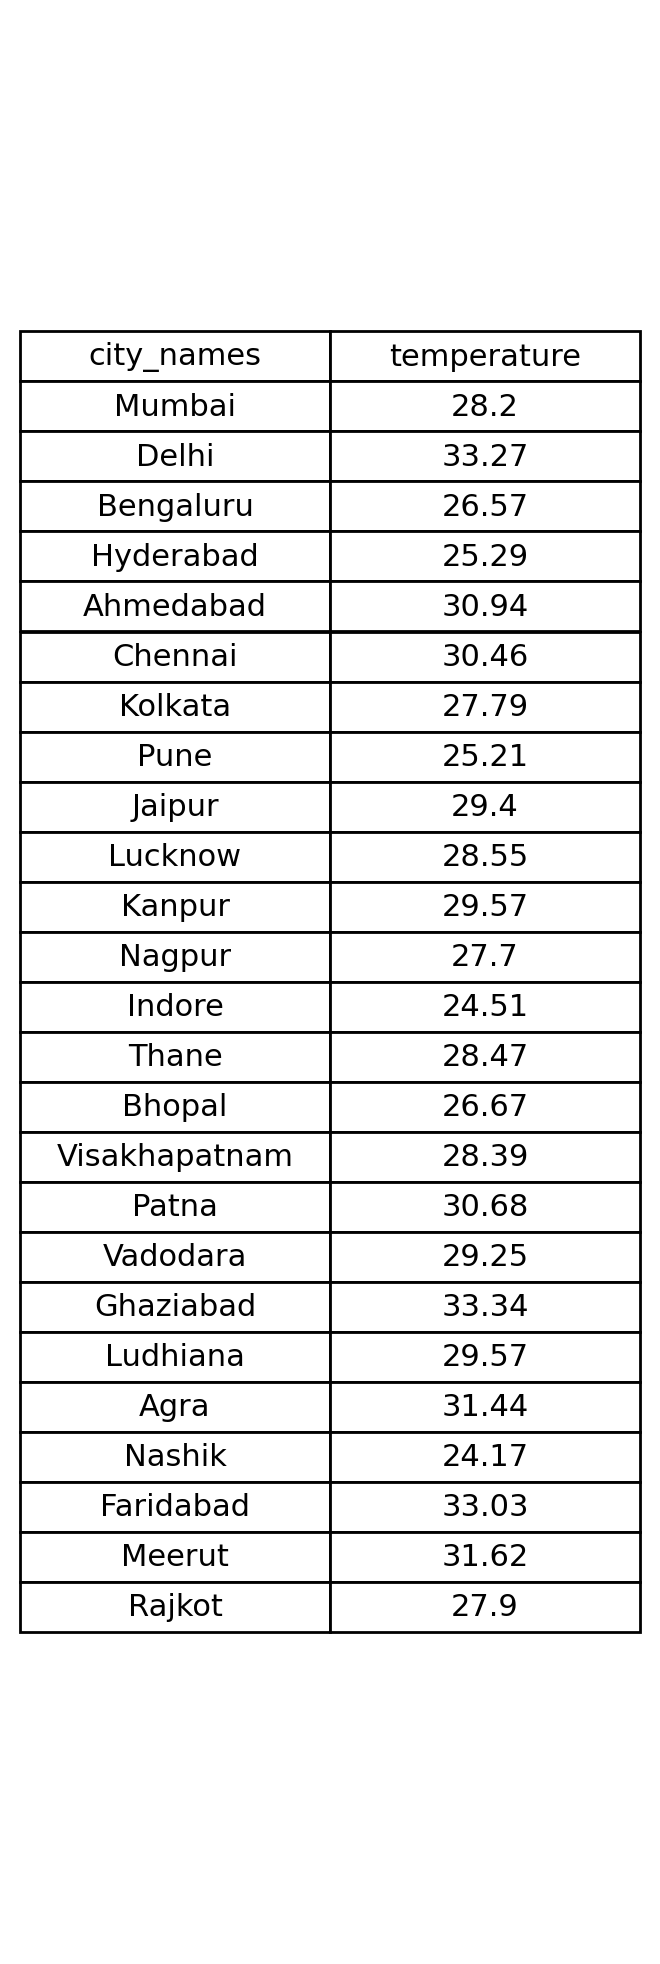 city_names temperature
Mumbai 28.2
Delhi 33.27
Bengaluru 26.57
Hyderabad 25.29
Ahmedabad 30.94
Chennai 30.46
Kolkata 27.79
Pune 25.21
Jaipur 29.4
Lucknow 28.55
Kanpur 29.57
Nagpur 27.7
Indore 24.51
Thane 28.47
Bhopal 26.67
Visakhapatnam 28.39
Patna 30.68
Vadodara 29.25
Ghaziabad 33.34
Ludhiana 29.57
Agra 31.44
Nashik 24.17
Faridabad 33.03
Meerut 31.62
Rajkot 27.9